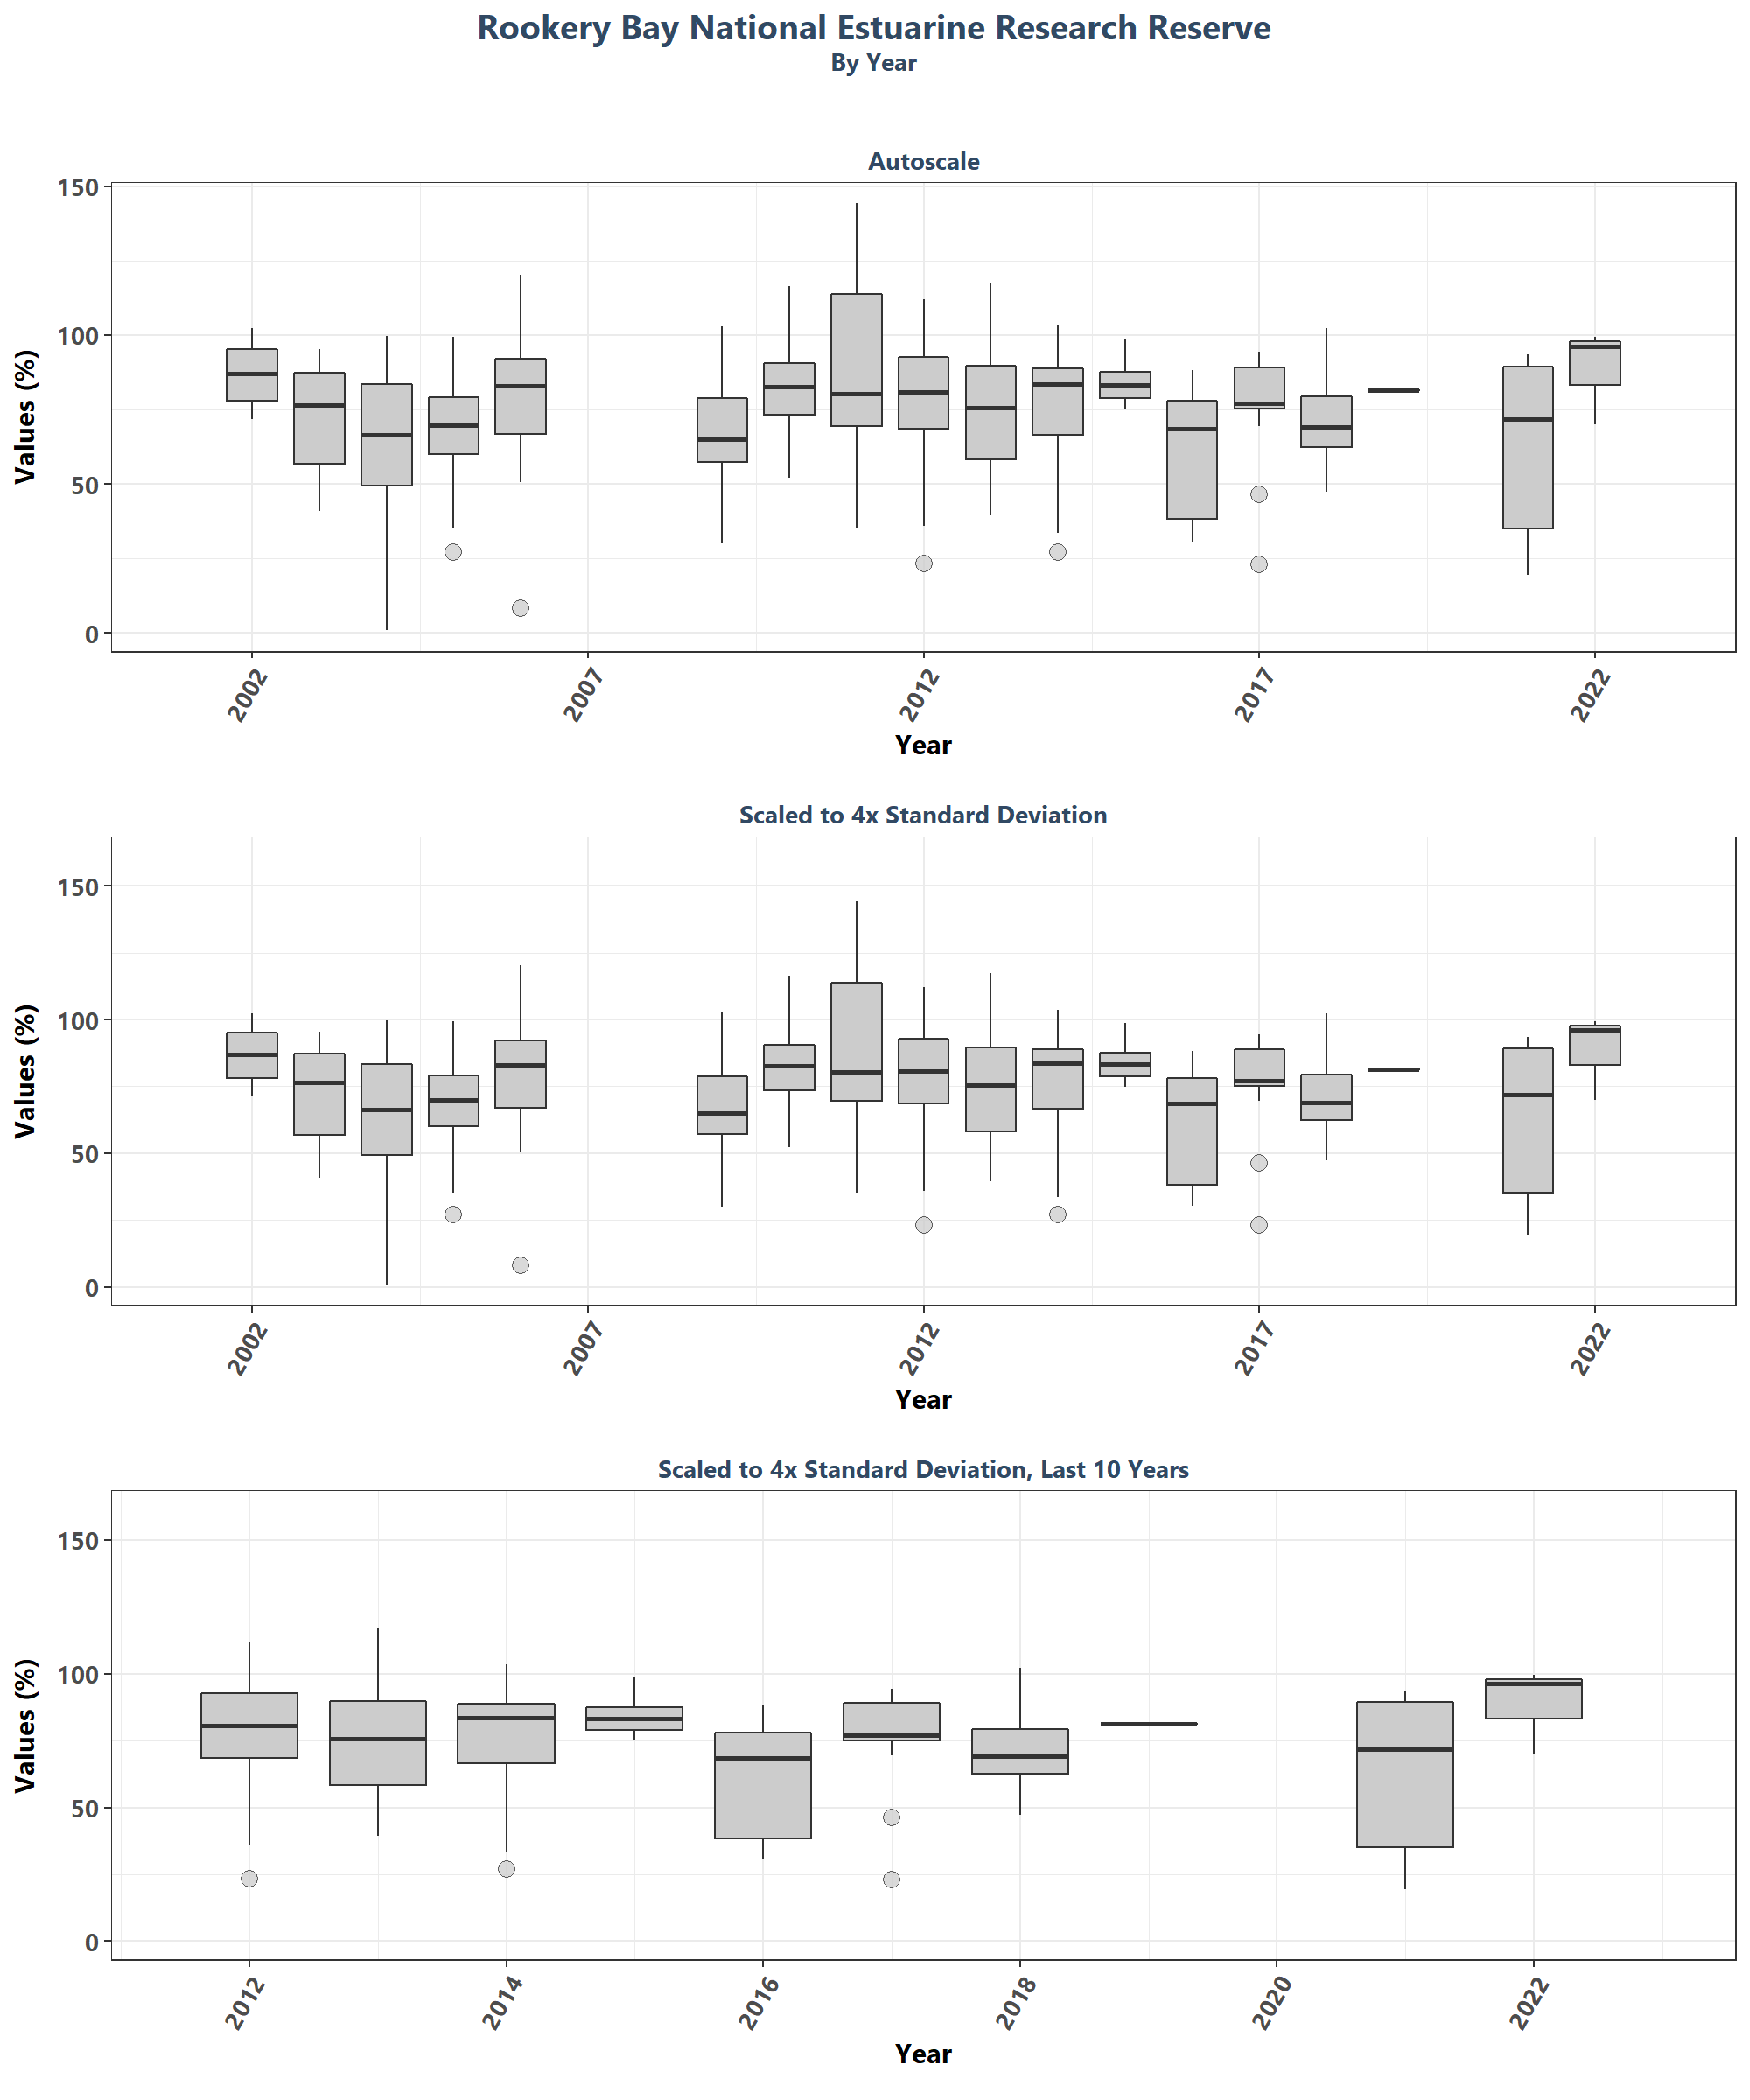 Rookery Bay National Estuarine Research Reserve
By Year
Autoscale
150
100
50
0
Values (%)
2002
2007
2012
2017
2022
Year
Scaled to 4x Standard Deviation
150
100
50
0
Values (%)
2002
2007
2012
2017
2022
Year
Scaled to 4x Standard Deviation, Last 10 Years
150
100
50
0
Values (%)
2012
2014
2016
2018
2020
2022
Year